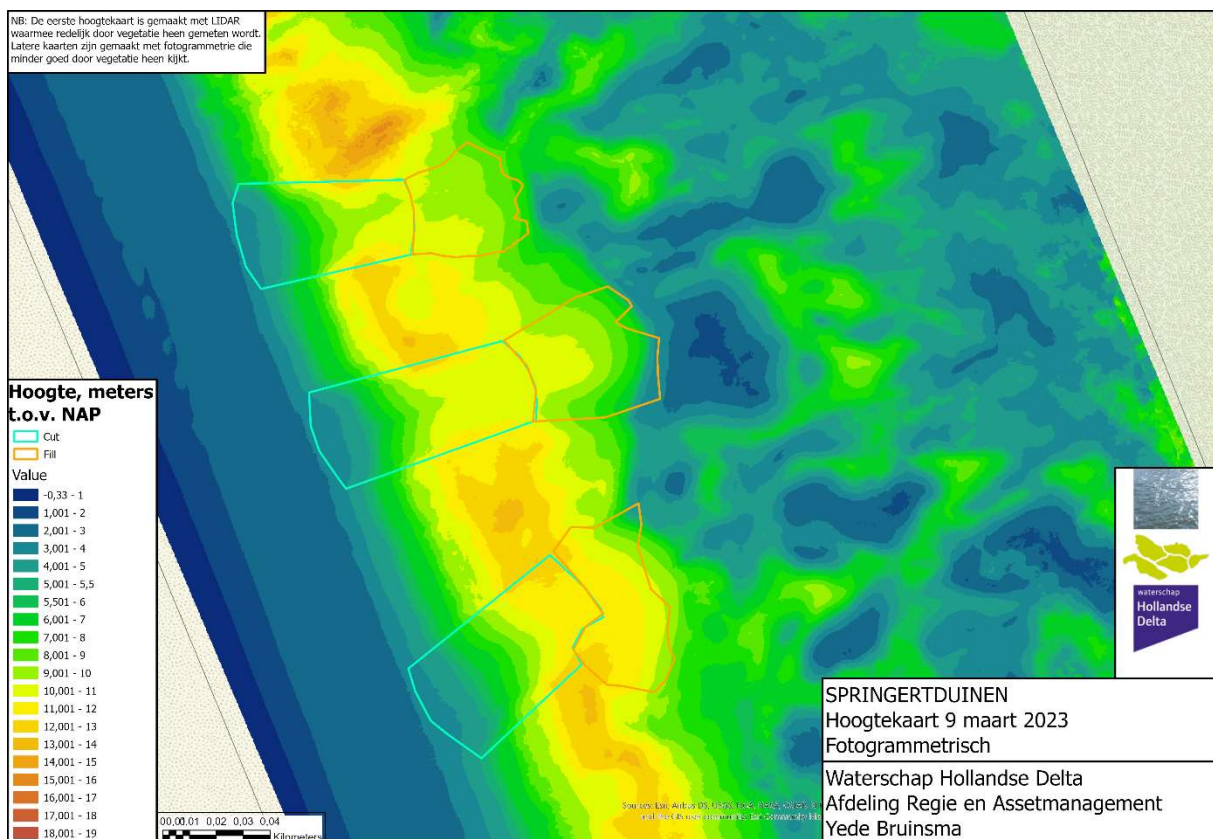 NB: De eerste hoogtekaart is gemaakt met LIDAR
waarmee redelijk door vegetatie heen gemeten wordt.
Latere kaarten zijn gemaakt met fotogrammetrie die
minder goed door vegetatie heen kijkt.
Hoogte, meters
t.o.v. NAP
Cut
Fill
Value
-0,33 - 1
1,001 - 2
2,001 - 3
3,001 - 4
4,001 - 5
5,001 - 5,5
5,501 - 6
6,001 - 7
7,001 - 8
8,001 - 9
9,001 - 10
10,001 - 11
11,001 - 12
12,001 - 13
13,001 - 14
14,001 - 15
15,001 - 16
16,001 - 17
17,001 - 18
18,001 - 19
0,01 0,02 0,03 0,04
Kilometers
Sources: Esri, Airbus DS, USGS,
waterschap
Hollandse
Delta
SPRINGERTDUINEN
Hoogtekaart 9 maart 2023
Fotogrammetrisch
Waterschap Hollandse Delta
Afdeling Regie en Assetmanagement
Yede Bruinsma